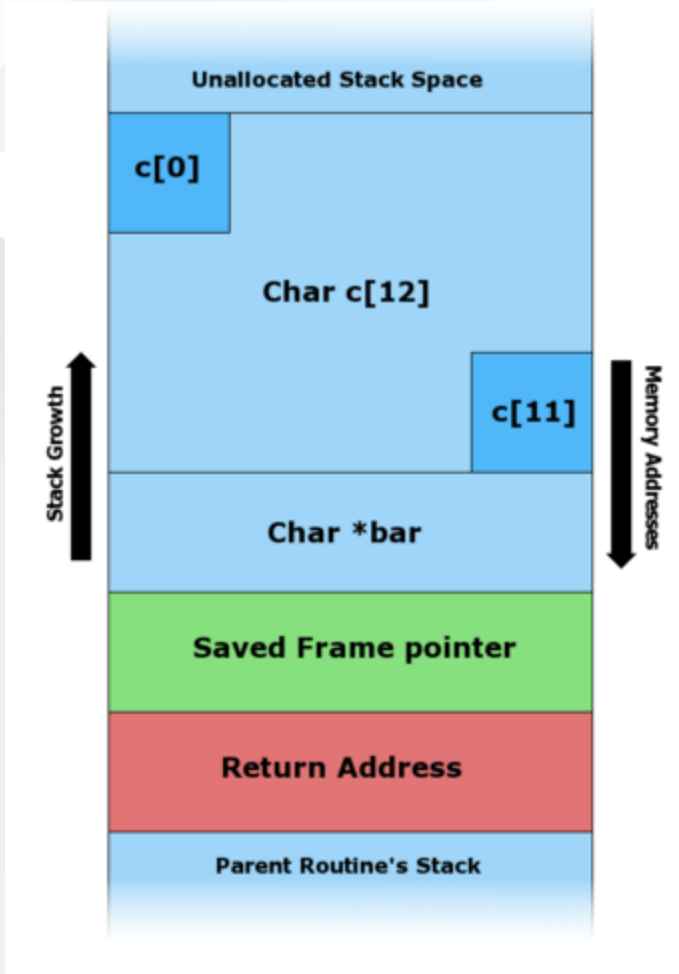 Unallocated Stack Space
c[0]
Char c[12]
c[11]
Stack Growth
Memory Addresses
Char *bar
Saved Frame pointer
Return Address
Parent Routine's Stack